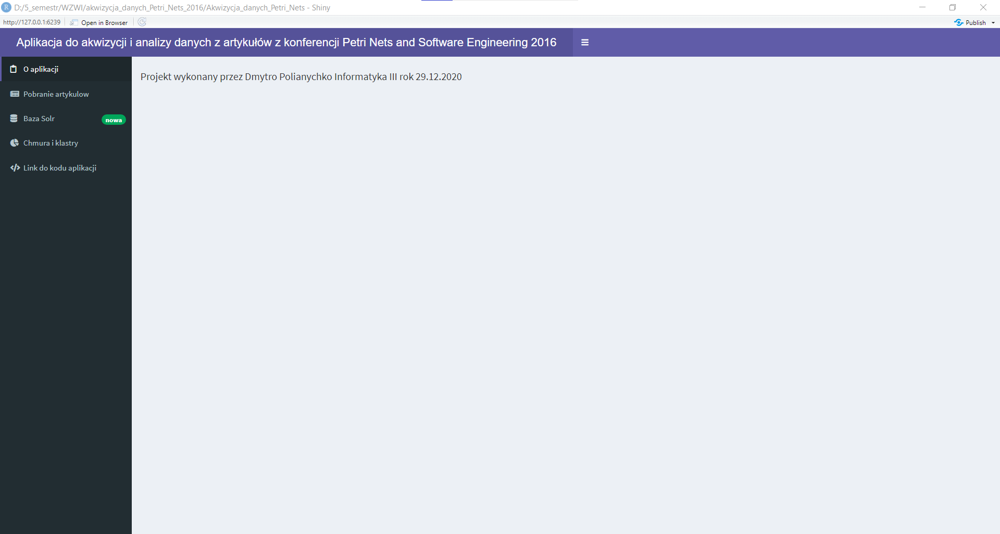 R D:/5_semestr/WZWI/akwizycja_danych_Petri_Nets_2016/Akwizycja_danych_Petri_Nets - Shiny
http://127.0.0.1:6239 Open in Browser Publish
Aplikacja do akwizycji i analizy danych z artykułów z konferencji Petri Nets and Software Engineering 2016
O aplikacji
Projekt wykonany przez Dmytro Polianychko Informatyka III rok 29.12.2020
Pobranie artykulow
Baza Solr nowa
Chmura i klastry
Link do kodu aplikacji